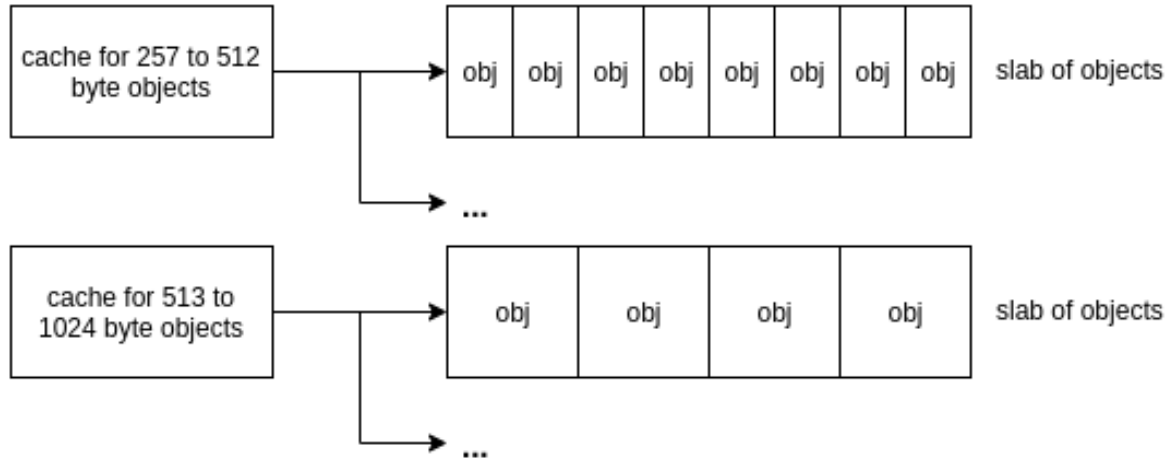 cache for 257 to 512
byte objects
obj obj obj obj obj obj obj obj
slab of objects
...
cache for 513 to
1024 byte objects
obj obj obj obj
slab of objects
...